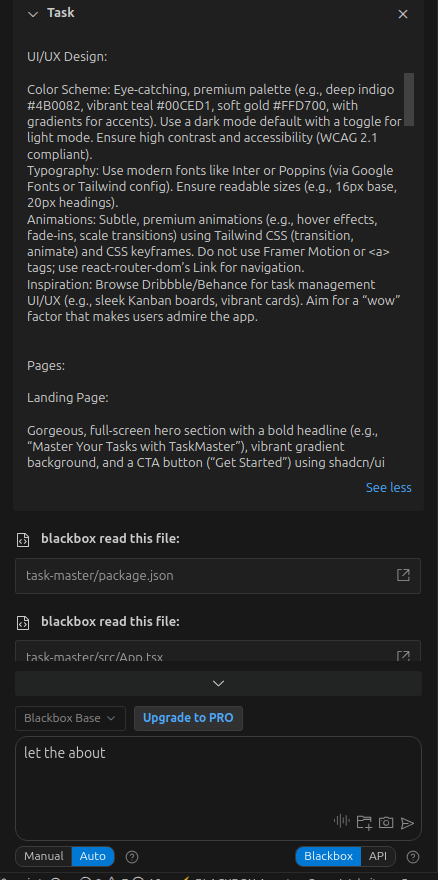 Task
UI/UX Design:
Color Scheme: Eye-catching, premium palette (e.g., deep indigo
#4B0082, vibrant teal #00CED1, soft gold #FFD700, with
gradients for accents). Use a dark mode default with a toggle for
light mode. Ensure high contrast and accessibility (WCAG 2.1
compliant).
Typography: Use modern fonts like Inter or Poppins (via Google
Fonts or Tailwind config). Ensure readable sizes (e.g., 16px base,
20px headings).
Animations: Subtle, premium animations (e.g., hover effects,
fade-ins, scale transitions) using Tailwind CSS (transition,
animate) and CSS keyframes. Do not use Framer Motion or <a>
tags; use react-router-dom’s Link for navigation.
Inspiration: Browse Dribbble/Behance for task management
UI/UX (e.g., sleek Kanban boards, vibrant cards). Aim for a “wow”
factor that makes users admire the app.
Pages:
Landing Page:
Gorgeous, full-screen hero section with a bold headline (e.g.,
“Master Your Tasks with TaskMaster”), vibrant gradient
background, and a CTA button (“Get Started”) using shadcn/ui
See less
blackbox read this file:
task-master/package.json
blackbox read this file:
task-master/src/App.tsx
Blackbox Base Upgrade to PRO
let the about
Manual Auto Blackbox API